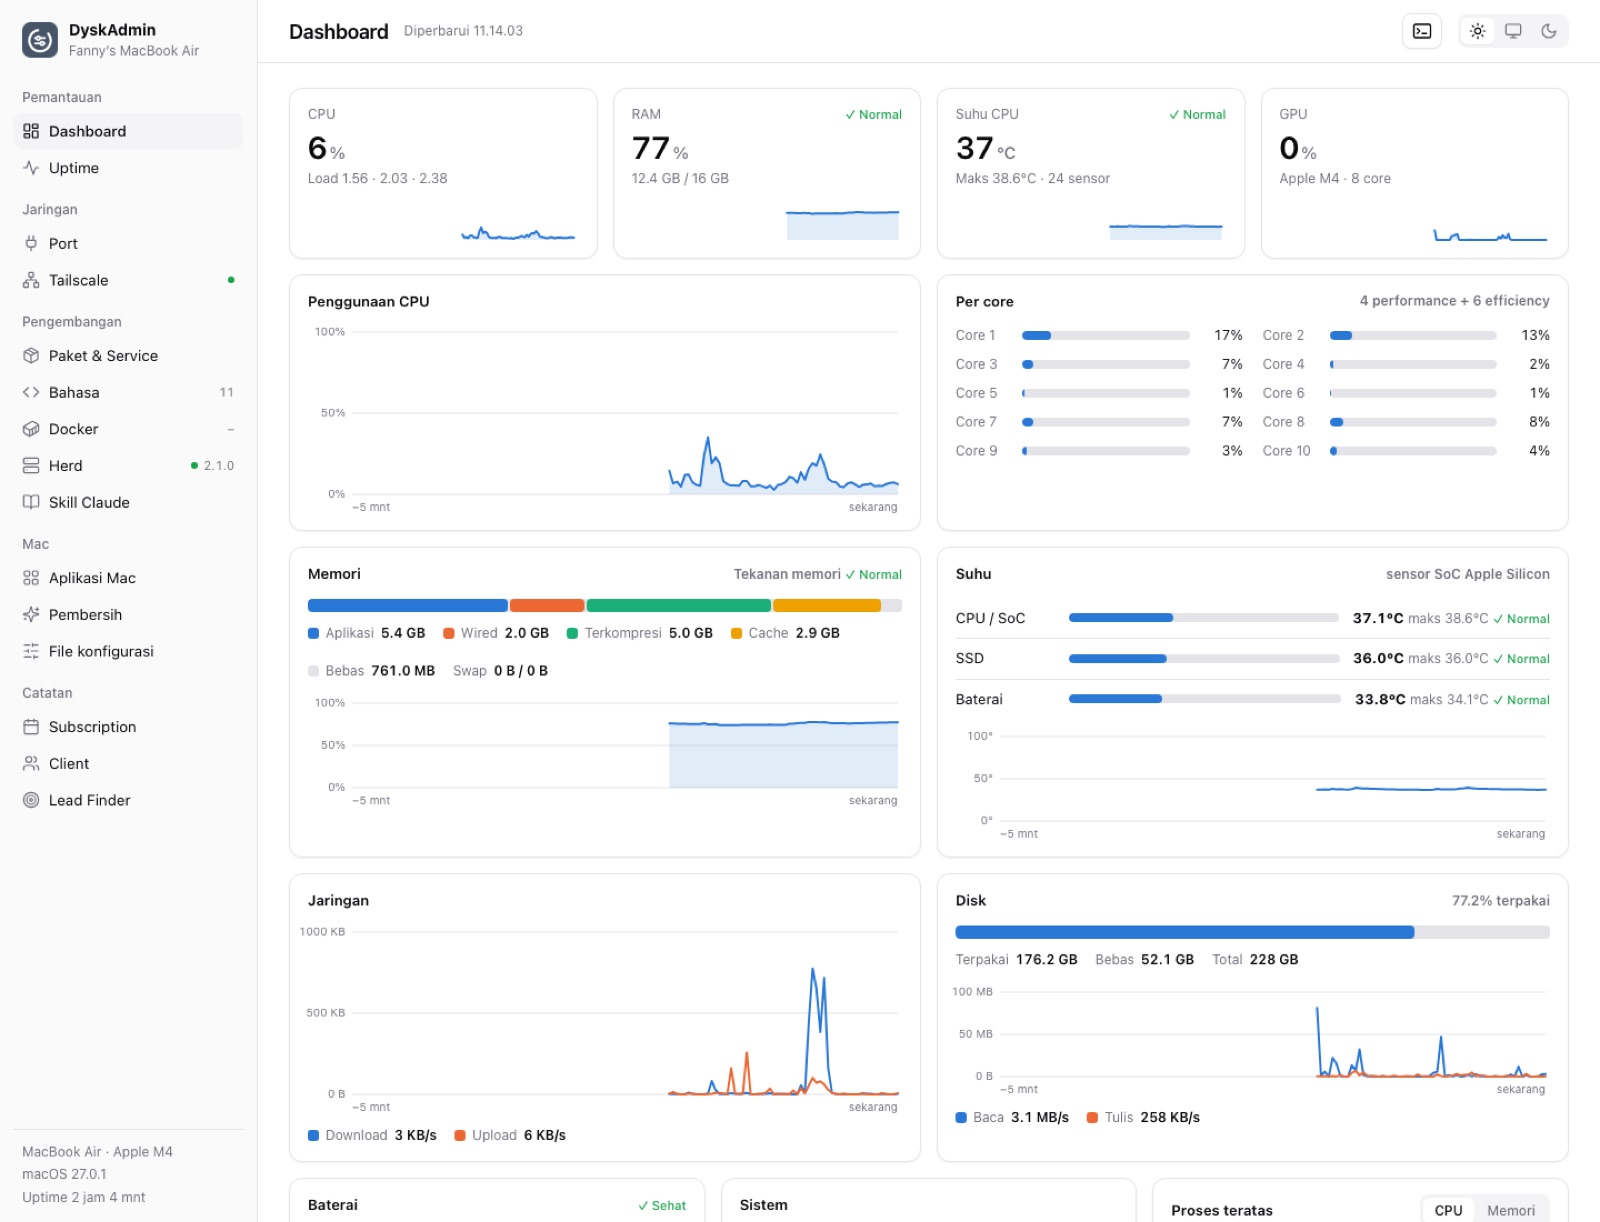 DyskAdmin
Fanny's MacBook Air
Pemantauan
Dashboard
Uptime
Jaringan
Port
Tailscale
Pengembangan
Paket & Service
Bahasa 11
Docker –
Herd 2.1.0
Skill Claude
Mac
Aplikasi Mac
Pembersih
File konfigurasi
Catatan
Subscription
Client
Lead Finder
MacBook Air · Apple M4
macOS 27.0.1
Uptime 2 jam 4 mnt
Dashboard Diperbarui 11.14.03
CPU
6 %
Load 1.56 · 2.03 · 2.38
RAM ✓ Normal
77 %
12.4 GB / 16 GB
Suhu CPU ✓ Normal
37 °C
Maks 38.6°C · 24 sensor
GPU
0 %
Apple M4 · 8 core
Penggunaan CPU
100%
50%
0%
−5 mnt sekarang
Per core 4 performance + 6 efficiency
Core 1 17% Core 2 13%
Core 3 7% Core 4 2%
Core 5 1% Core 6 1%
Core 7 7% Core 8 8%
Core 9 3% Core 10 4%
Memori Tekanan memori ✓ Normal
Aplikasi 5.4 GB Wired 2.0 GB Terkompresi 5.0 GB Cache 2.9 GB
Bebas 761.0 MB Swap 0 B / 0 B
100%
50%
0%
−5 mnt sekarang
Suhu sensor SoC Apple Silicon
CPU / SoC 37.1°C maks 38.6°C ✓ Normal
SSD 36.0°C maks 36.0°C ✓ Normal
Baterai 33.8°C maks 34.1°C ✓ Normal
100°
50°
0°
−5 mnt sekarang
Jaringan
1000 KB
500 KB
0 B
−5 mnt sekarang
Download 3 KB/s Upload 6 KB/s
Disk 77.2% terpakai
Terpakai 176.2 GB Bebas 52.1 GB Total 228 GB
100 MB
50 MB
0 B
−5 mnt sekarang
Baca 3.1 MB/s Tulis 258 KB/s
Baterai ✓ Sehat
Sistem
Proses teratas CPU Memori